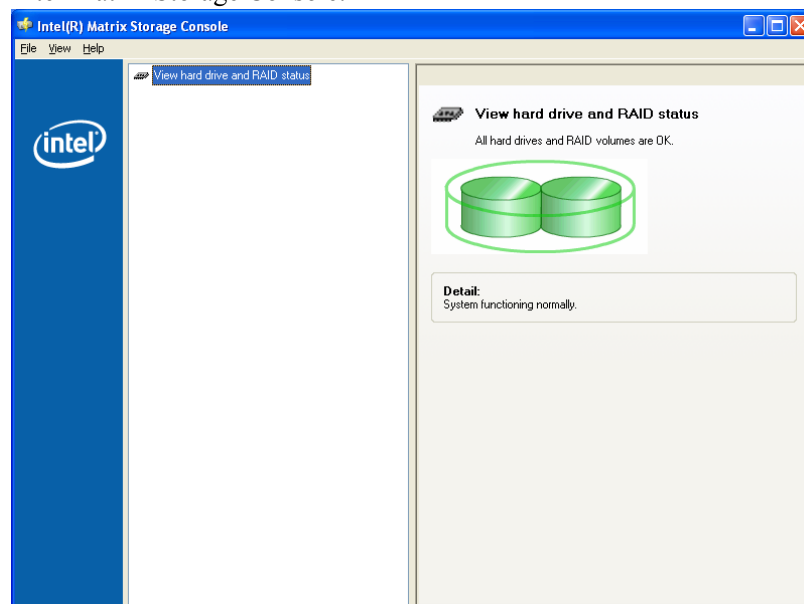 Intel(R) Matrix Storage Console
File View Help
View hard drive and RAID status
intel
View hard drive and RAID status
All hard drives and RAID volumes are OK.
Detail:
System functioning normally.